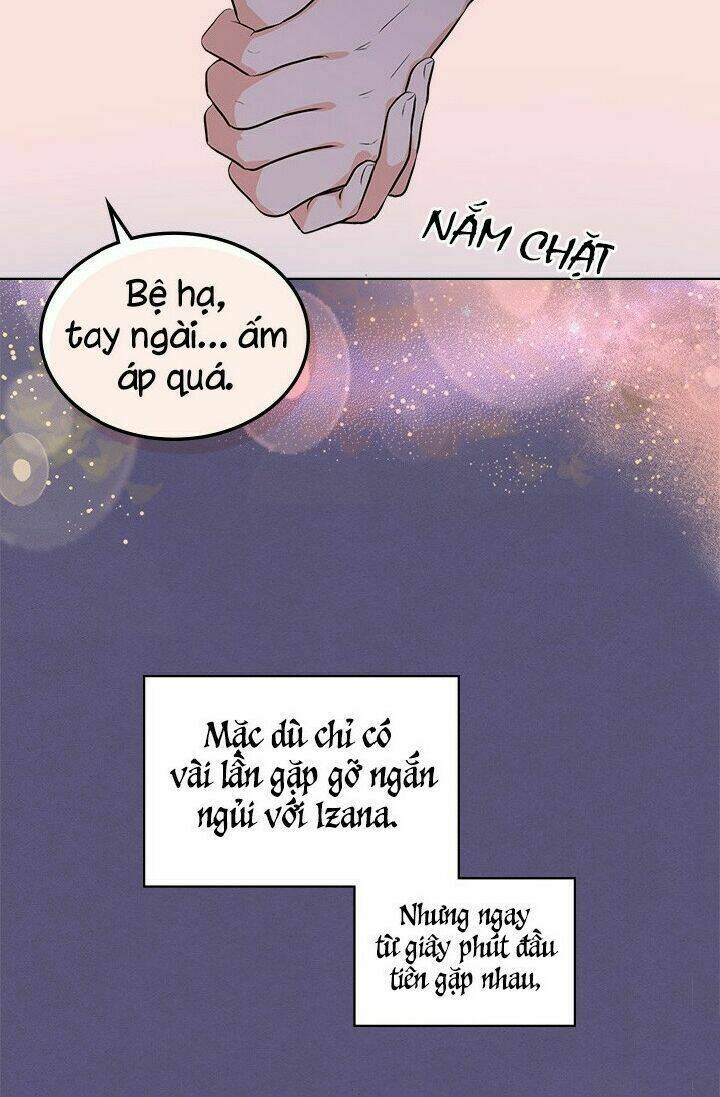 NẮM CHẶT
Bệ hạ,
tay ngài... ấm
áp quá.
Mặc dù chỉ có
vài lần gặp gỡ ngắn
ngủi với Izana.
Nhưng ngay
từ giây phút đầu
tiên gặp nhau,